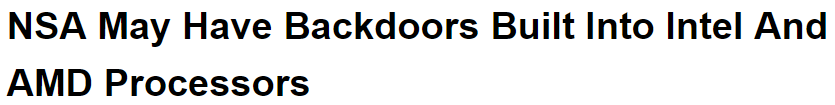 NSA May Have Backdoors Built Into Intel And
AMD Processors